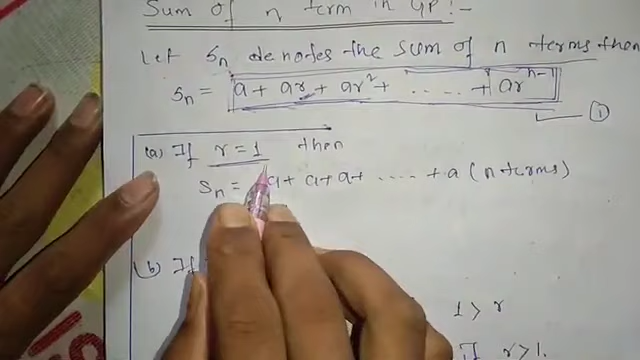 Sum of n term in GP:-
Let Sn denotes the sum of n terms then
Sn = a + ar + ar² + ..... + ar^n-1
①
(a) If r = 1 then
Sn = a + a + a + .... + a (n terms)
(b) If
1 > r
If r > 1